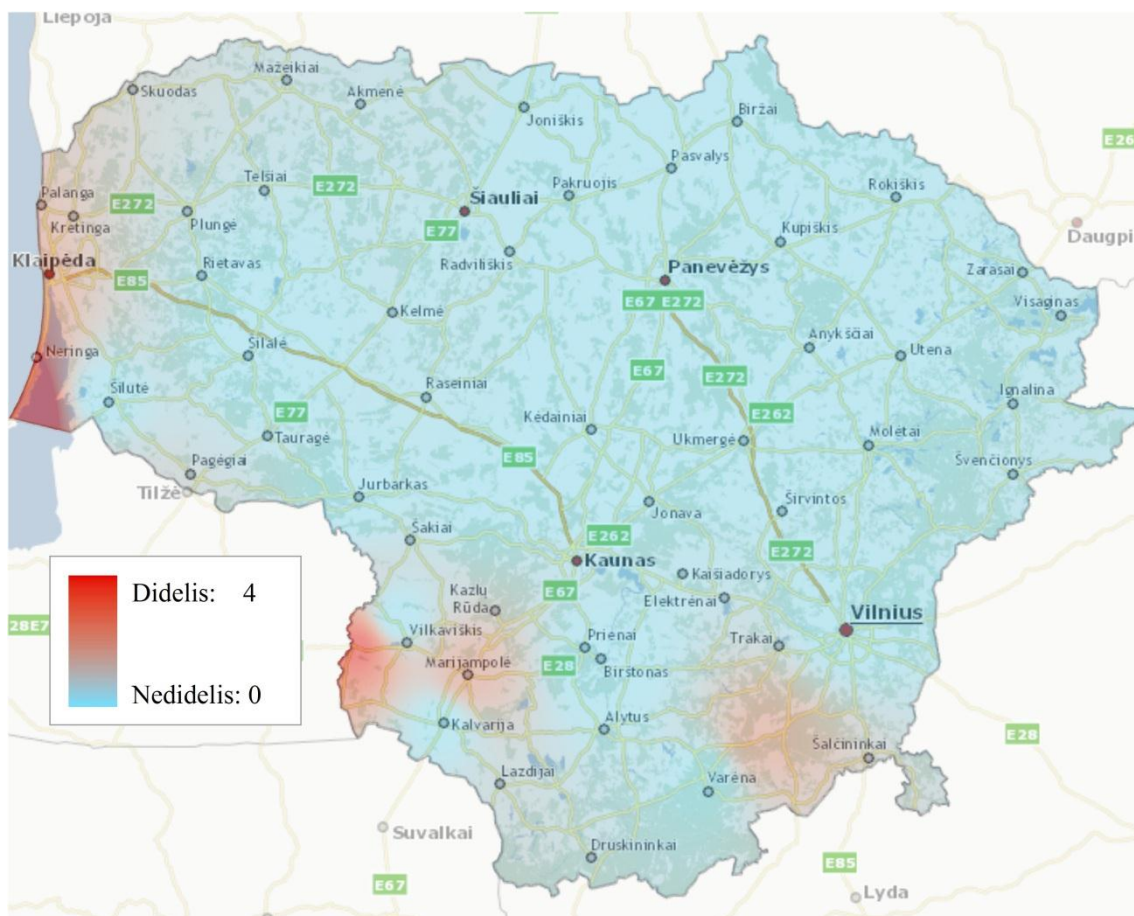 Liepoja
Mažeikiai
Skuodas
Akmenė
Joniškis
Biržai
E26
Pasvalys
Telšiai
E272
Pakruojis
Rokiškis
Palanga
E272
Šiauliai
Kretinga
Plungė
E77
Kupiškis
Daugpi
Klaipėda
Rietavas
Radviliškis
Panevėžys
Zarasai
E85
E67 E272
Visaginas
Kelmė
Anykščiai
Neringa
Šilalė
Utena
E67
E272
Šilutė
Raseiniai
Ignalina
E77
Kėdainiai
E262
Tauragė
Ukmergė
Molėtai
Pagėgiai
E85
Švenčionys
Tilžė
Jurbarkas
Jonava
Širvintos
Šakiai
E262
E272
Kaunas
Didelis: 4
Kaišiadorys
Kazlų
Rūda
E67
Elektrėnai
Vilnius
28E7
Vilkaviškis
Prienai
Trakai
Marijampolė
E28
Birštonas
Nedidelis: 0
Kalvarija
Alytus
E28
Šalčininkai
Lazdijai
Varėna
Suvalkai
Druskininkai
E85
E67
Lyda